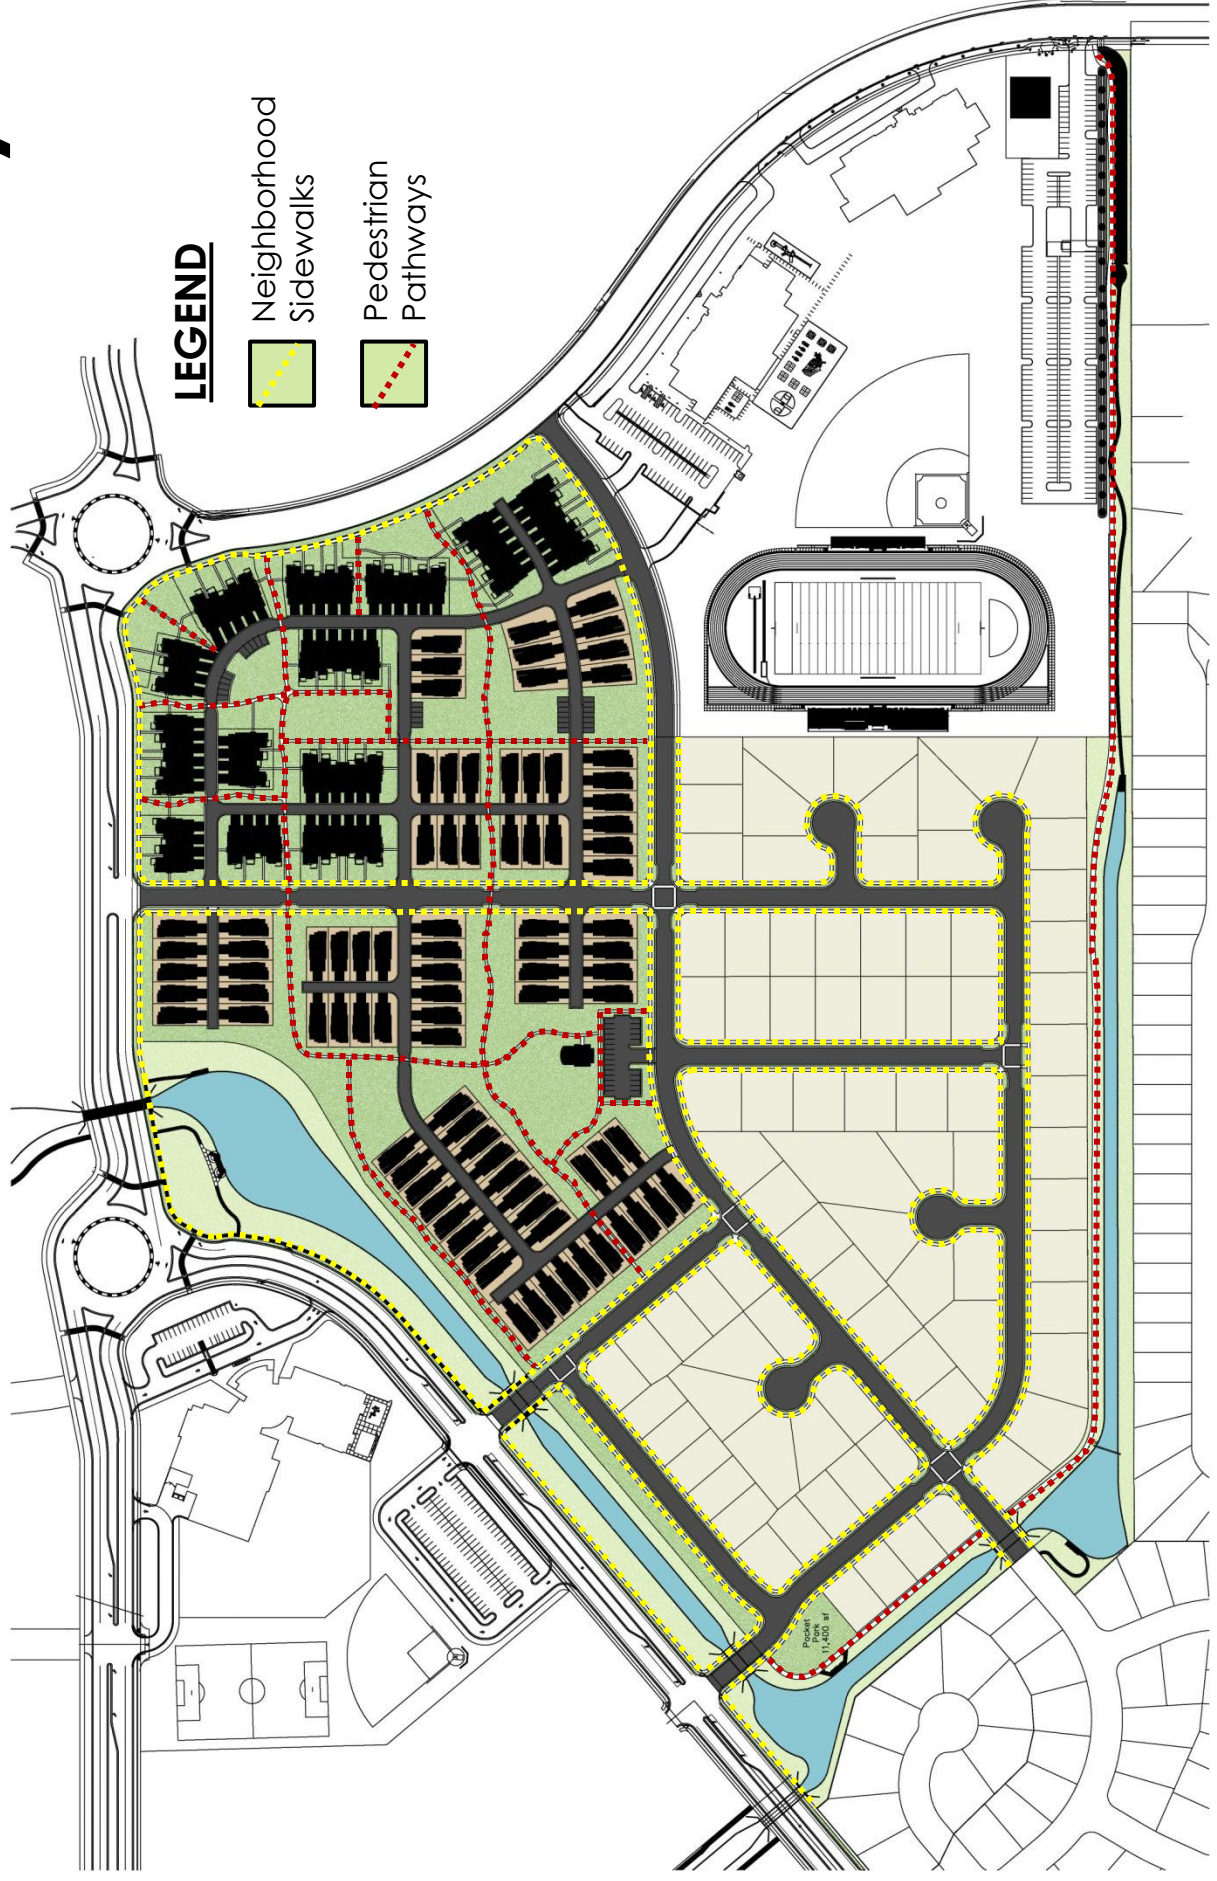 LEGEND
Neighborhood
Sidewalks
Pedestrian
Pathways
Pocket
Park
11,400 sf